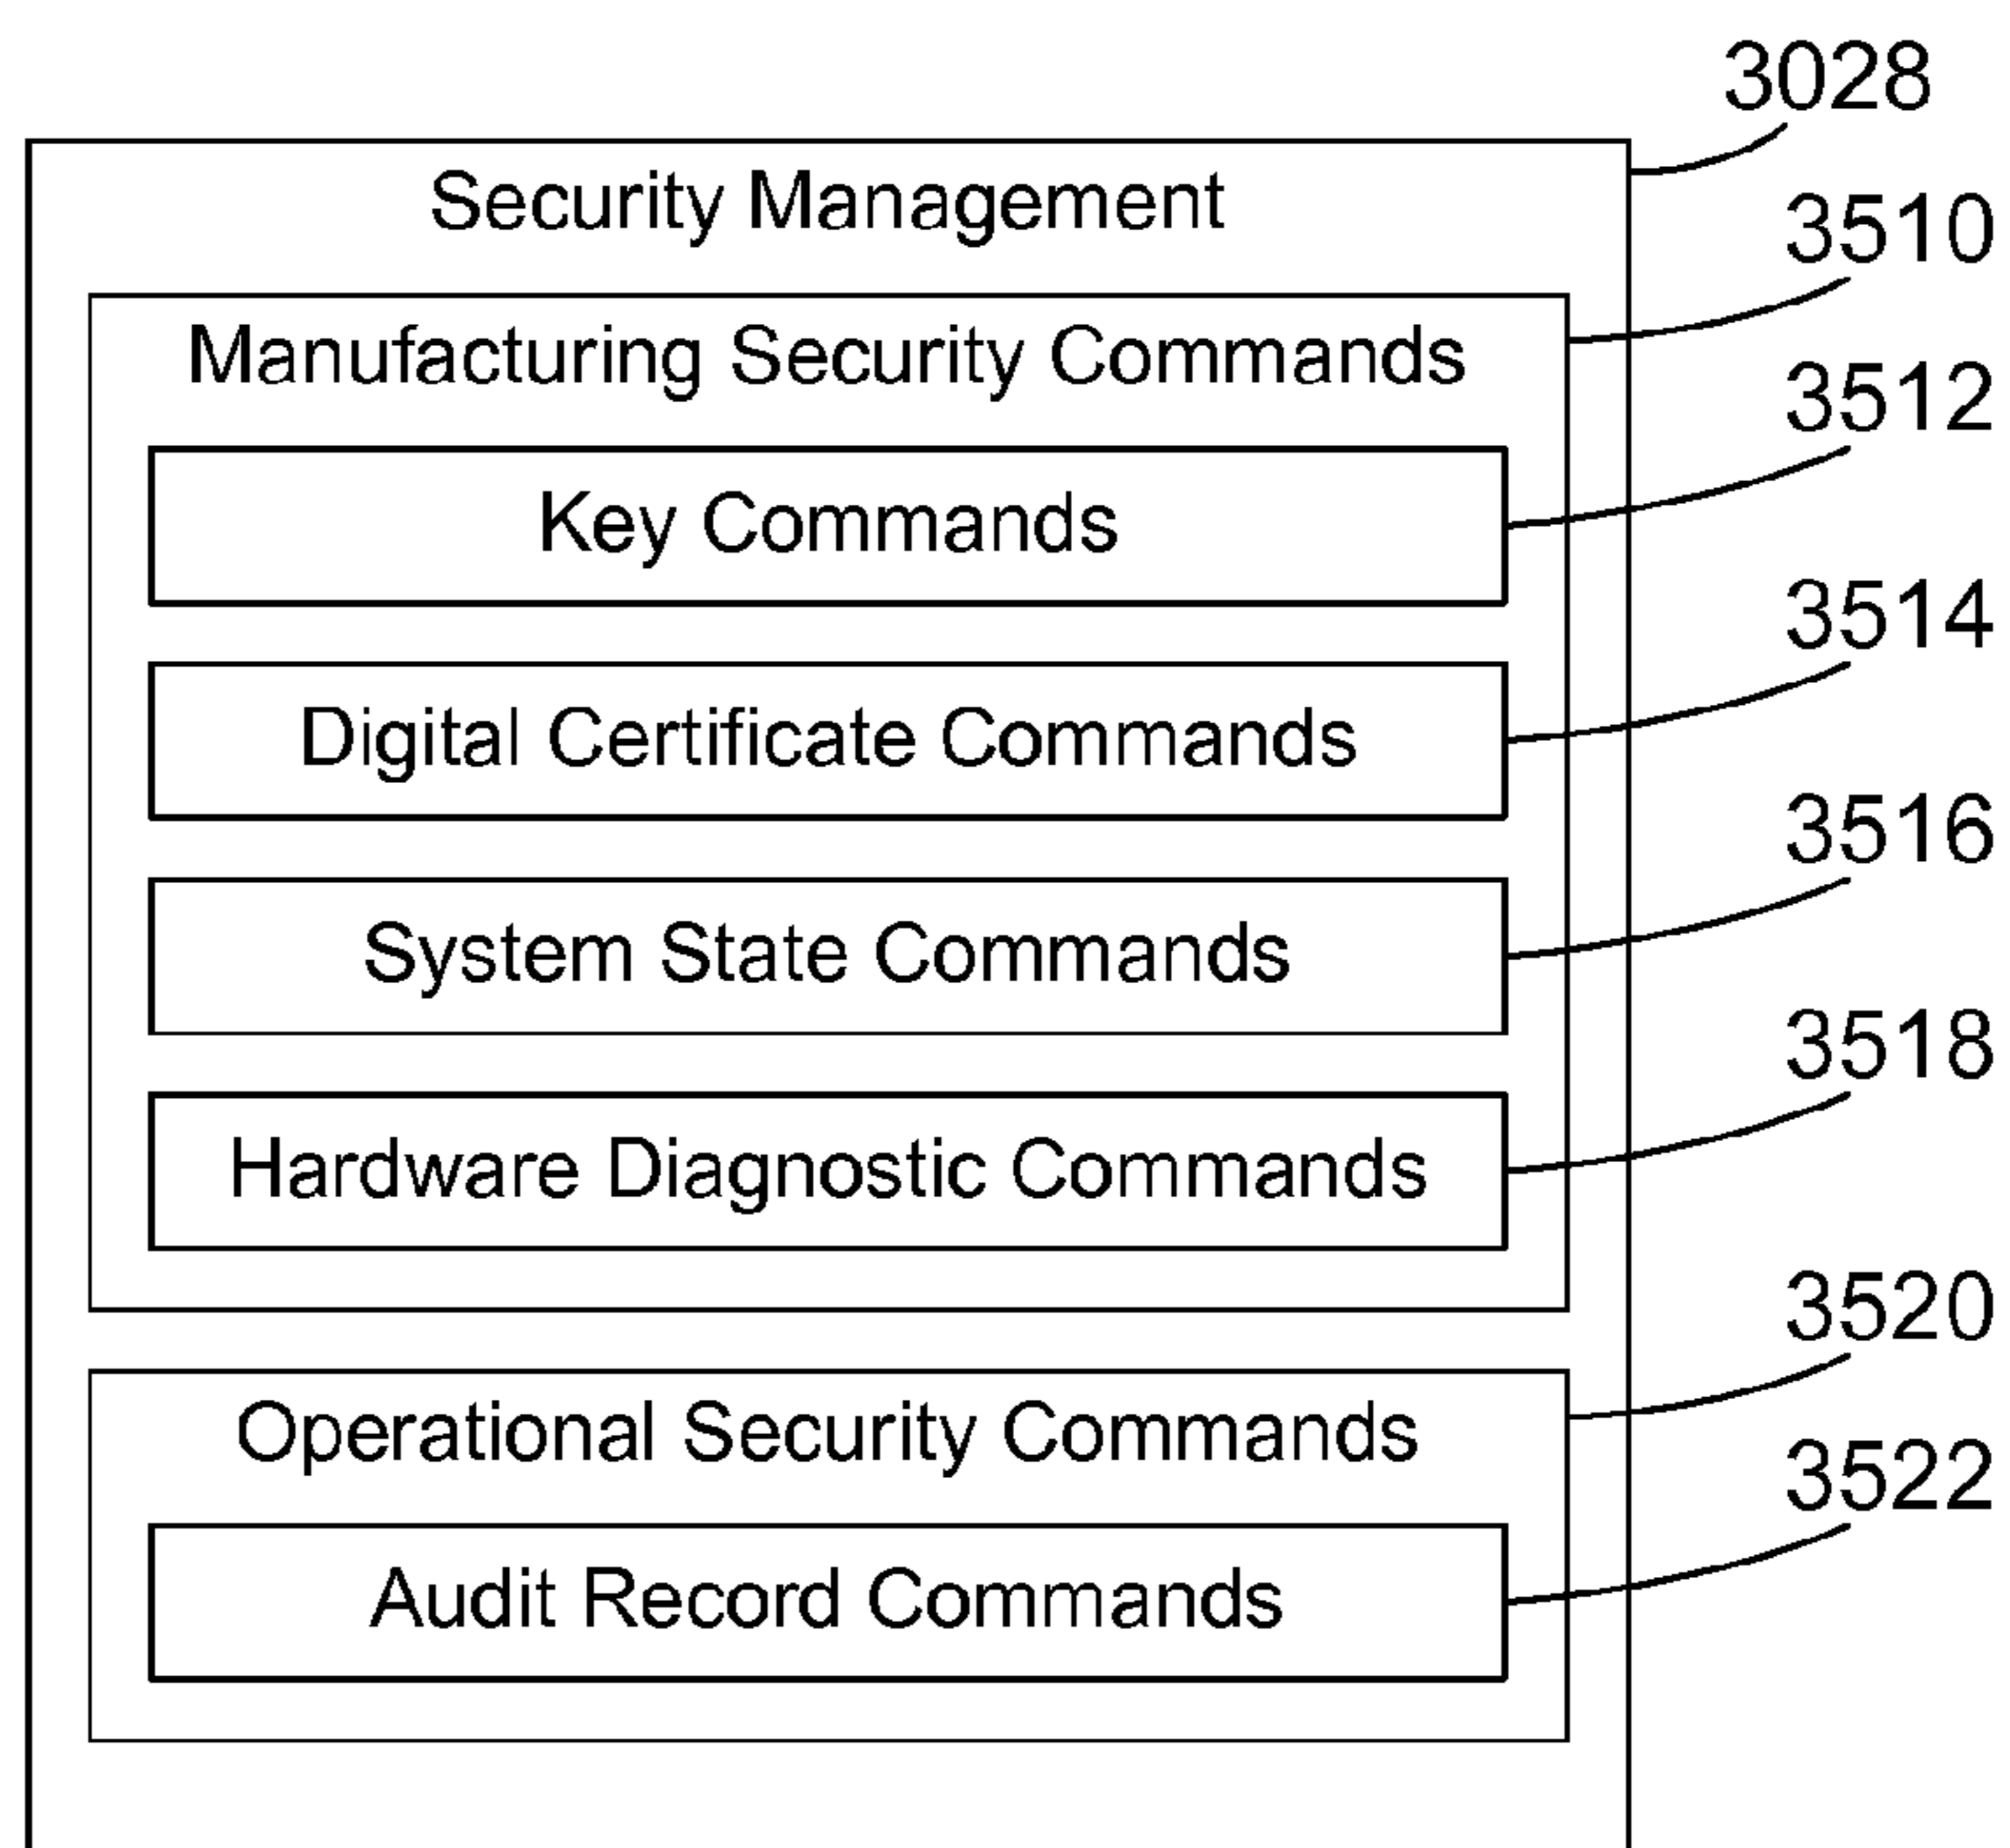 3028
Security Management
3510
Manufacturing Security Commands
3512
Key Commands
3514
Digital Certificate Commands
3516
System State Commands
3518
Hardware Diagnostic Commands
3520
Operational Security Commands
3522
Audit Record Commands